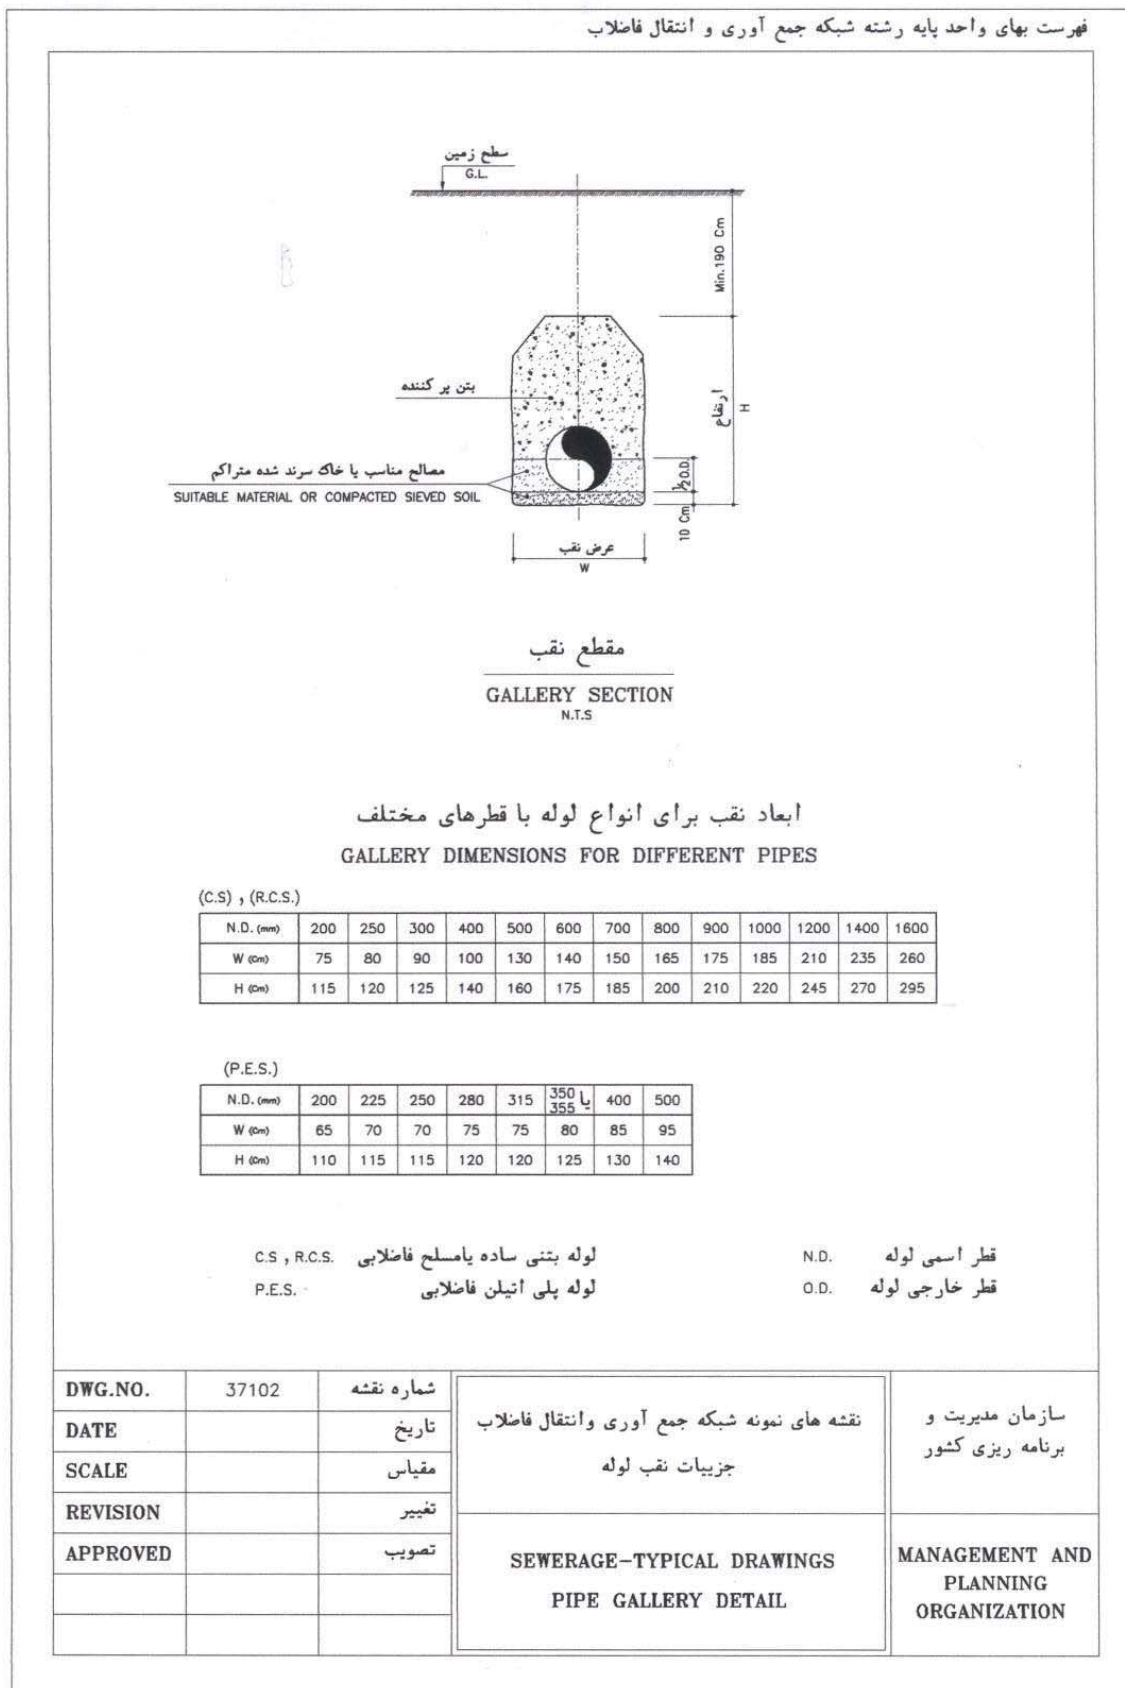 فهرست بهای واحد پایه رشته شبکه جمع آوری و انتقال فاضلاب
سطح زمین
G.L.
Min.190 Cm
بتن پر کننده
ارتفاع
H
½ O.D.
مصالح مناسب یا خاک سرند شده متراکم
SUITABLE MATERIAL OR COMPACTED SIEVED SOIL
10 Cm
عرض نقب
W
مقطع نقب
GALLERY SECTION
N.T.S
ابعاد نقب برای انواع لوله با قطرهای مختلف
GALLERY DIMENSIONS FOR DIFFERENT PIPES
(C.S) , (R.C.S.)
N.D. (mm) 200 250 300 400 500 600 700 800 900 1000 1200 1400 1600
W (Cm) 75 80 90 100 130 140 150 165 175 185 210 235 260
H (Cm) 115 120 125 140 160 175 185 200 210 220 245 270 295
(P.E.S.)
N.D. (mm) 200 225 250 280 315 350 یا 355 400 500
W (Cm) 65 70 70 75 75 80 85 95
H (Cm) 110 115 115 120 120 125 130 140
قطر اسمی لوله N.D.
لوله بتنی ساده یامسلح فاضلابی C.S , R.C.S.
قطر خارجی لوله O.D.
لوله پلی اتیلن فاضلابی P.E.S.
DWG.NO. 37102 شماره نقشه
DATE تاریخ
SCALE مقیاس
REVISION تغییر
APPROVED تصویب
نقشه های نمونه شبکه جمع آوری وانتقال فاضلاب
جزییات نقب لوله
SEWERAGE-TYPICAL DRAWINGS
PIPE GALLERY DETAIL
سازمان مدیریت و
برنامه ریزی کشور
MANAGEMENT AND
PLANNING
ORGANIZATION